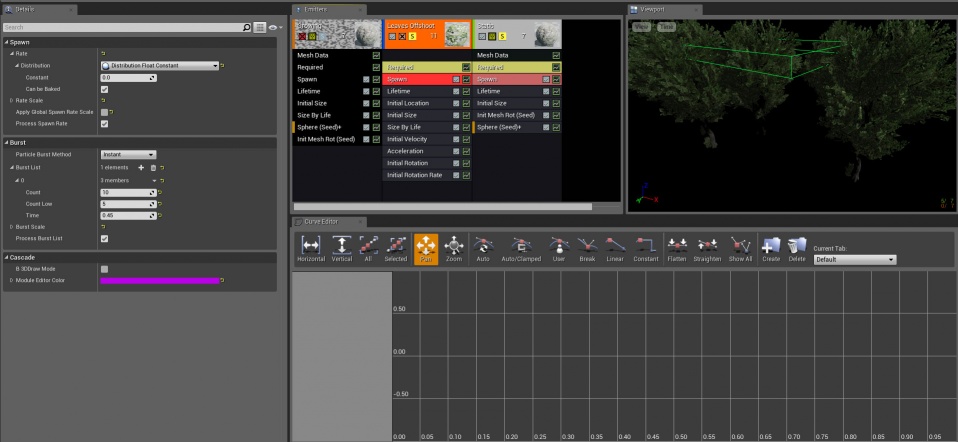 Details
Search
Spawn
Rate
Distribution
Distribution Float Constant
Constant
0.0
Can be Baked
Rate Scale
Apply Global Spawn Rate Scale
Process Spawn Rate
Burst
Particle Burst Method
Instant
Burst List
1 elements
0
3 members
Count
10
Count Low
5
Time
0.45
Burst Scale
Process Burst List
Cascade
B 3DDraw Mode
Module Editor Color
Emitters
Leaves Offshoot
11
Static
7
Mesh Data
Required
Spawn
Lifetime
Initial Size
Size By Life
Sphere (Seed)+
Init Mesh Rot (Seed)
Required
Spawn
Lifetime
Initial Location
Initial Size
Size By Life
Initial Velocity
Acceleration
Initial Rotation
Initial Rotation Rate
Mesh Data
Required
Spawn
Lifetime
Initial Size
Init Mesh Rot (Seed)
Sphere (Seed)+
Viewport
View
Time
Curve Editor
Horizontal
Vertical
All
Selected
Pan
Zoom
Auto
Auto/Clamped
User
Break
Linear
Constant
Flatten
Straighten
Show All
Create
Delete
Current Tab:
Default
0.50
0.00
-0.50
0.00 0.05 0.10 0.15 0.20 0.25 0.30 0.35 0.40 0.45 0.50 0.55 0.60 0.65 0.70 0.75 0.80 0.85 0.90 0.95